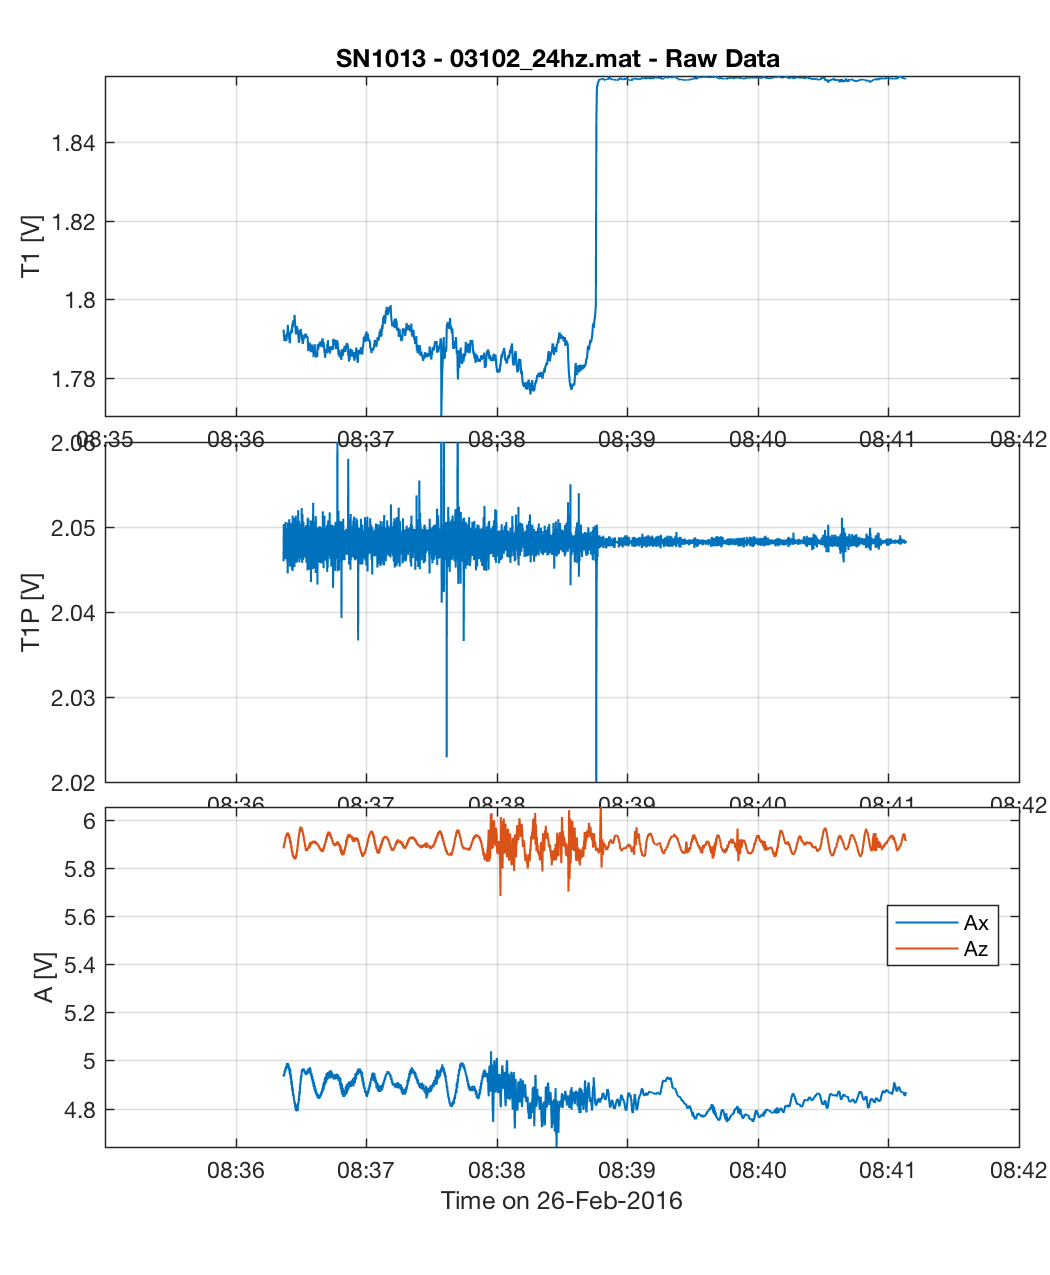 SN1013 - 03102_24hz.mat - Raw Data
T1 [V]
1.84
1.82
1.8
1.78
08:35 08:36 08:37 08:38 08:39 08:40 08:41 08:42
T1P [V]
2.06
2.05
2.04
2.03
2.02
08:36 08:37 08:38 08:39 08:40 08:41 08:42
A [V]
6
5.8
5.6
5.4
5.2
5
4.8
Ax
Az
08:36 08:37 08:38 08:39 08:40 08:41 08:42
Time on 26-Feb-2016